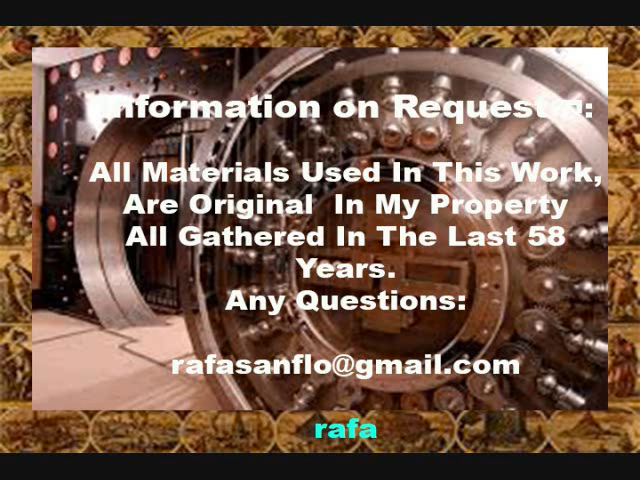 Information on Request
All Materials Used In This Work,
Are Original In My Property
All Gathered In The Last 58
Years.
Any Questions:
rafasanflo@gmail.com
rafa